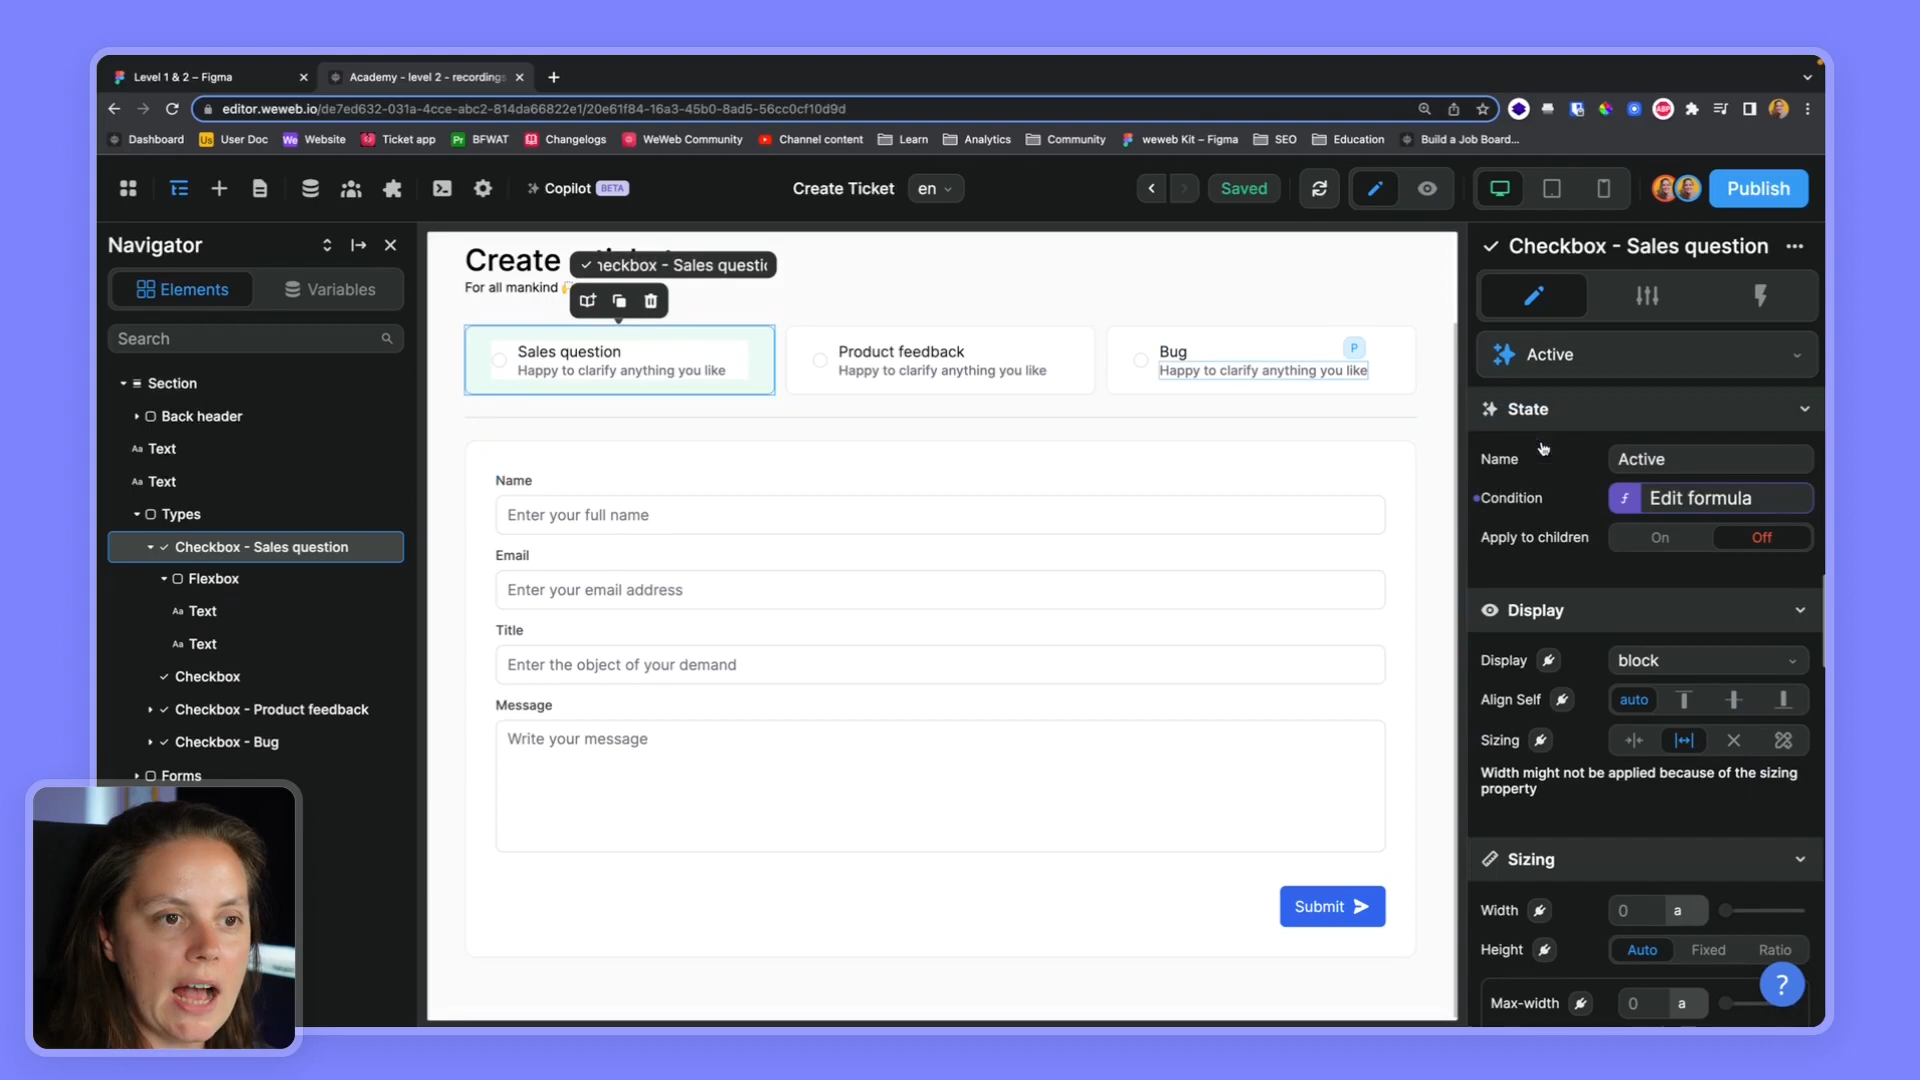 Level 1 & 2 – Figma
Academy - level 2 - recordings
editor.weweb.io/de7ed632-031a-4cce-abc2-814da66822e1/20e61f84-16a3-45b0-8ad5-56cc0cf10d9d
Dashboard
Us User Doc
We Website
Ticket app
Pr BFWAT
Changelogs
WeWeb Community
Channel content
Learn
Analytics
Community
weweb Kit – Figma
SEO
Education
Build a Job Board...
Copilot BETA
Create Ticket
en
Saved
Publish
Navigator
Elements
Variables
Search
Section
Back header
Aa Text
Aa Text
Types
Checkbox - Sales question
Flexbox
Aa Text
Aa Text
Checkbox
Checkbox - Product feedback
Checkbox - Bug
Forms
Create
For all mankind
Sales question
Happy to clarify anything you like
Product feedback
Happy to clarify anything you like
Bug
P
Happy to clarify anything you like
Name
Enter your full name
Email
Enter your email address
Title
Enter the object of your demand
Message
Write your message
Submit
Checkbox - Sales question
Active
State
Name
Active
Condition
f Edit formula
Apply to children
On
Off
Display
Display
block
Align Self
auto
Sizing
Width might not be applied because of the sizing
property
Sizing
Width
0
a
Height
Auto
Fixed
Ratio
Max-width
0
a
?